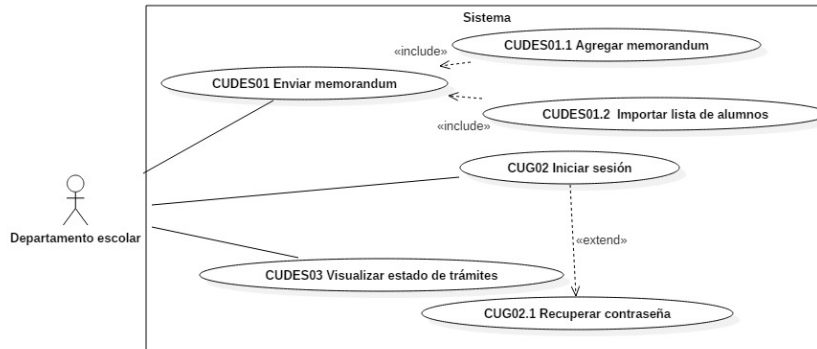 Sistema
CUDES01.1 Agregar memorandum
«include»
CUDES01 Enviar memorandum
CUDES01.2 Importar lista de alumnos
«include»
CUG02 Iniciar sesión
Departamento escolar
«extend»
CUDES03 Visualizar estado de trámites
CUG02.1 Recuperar contraseña